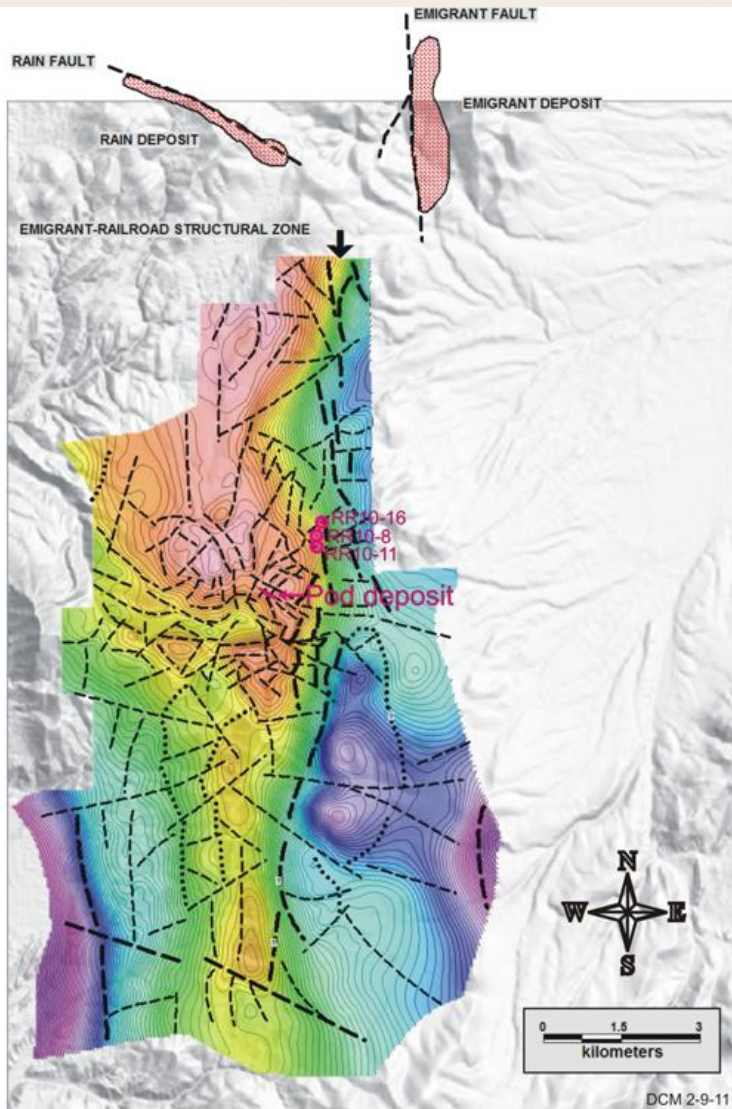 EMIGRANT FAULT
RAIN FAULT
EMIGRANT DEPOSIT
RAIN DEPOSIT
EMIGRANT-RAILROAD STRUCTURAL ZONE
RR10-16
RR10-8
RR10-11
Pod deposit
N
W E
S
0 1.5 3
kilometers
DCM 2-9-11